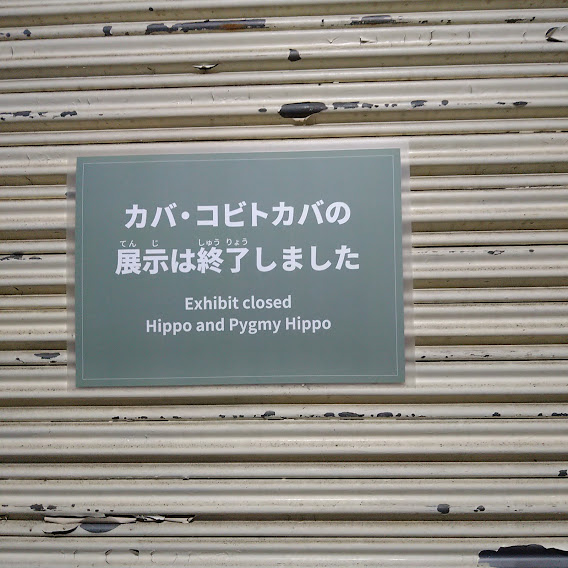 カバ・コビトカバの
てん じ しゅう りょう
展示は終了しました
Exhibit closed
Hippo and Pygmy Hippo